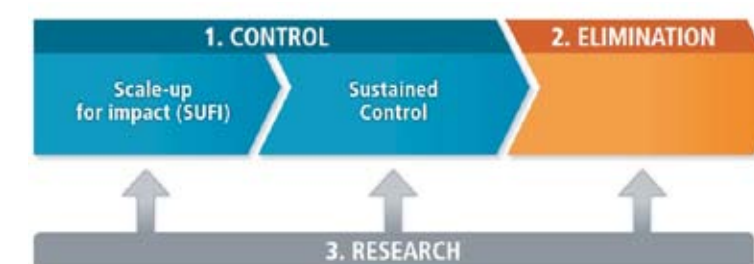 1. CONTROL
2. ELIMINATION
Scale-up
for impact (SUFI)
Sustained
Control
3. RESEARCH